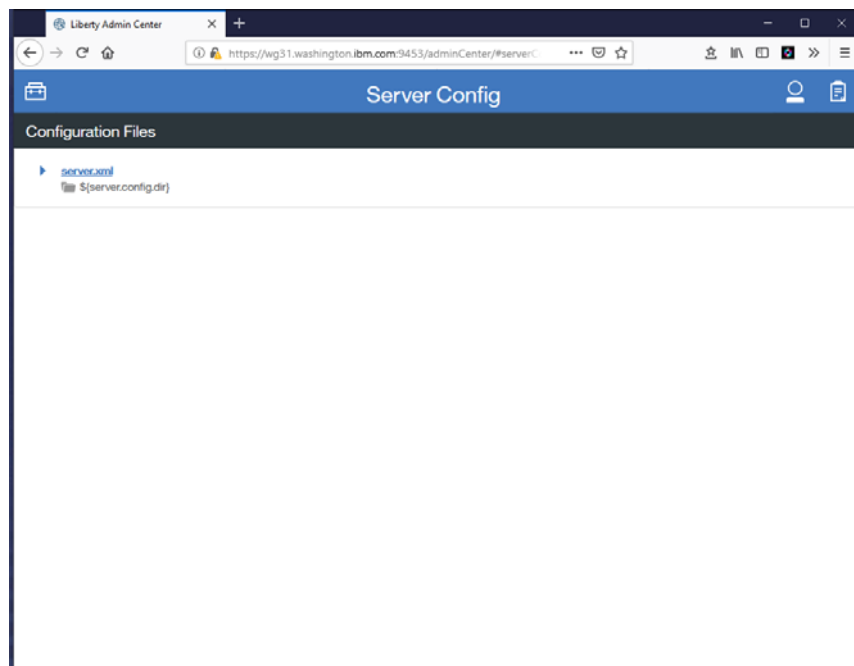 Liberty Admin Center
https://wg31.washington.ibm.com:9453/adminCenter/#serverC
Server Config
Configuration Files
server.xml
${server.config.dir}